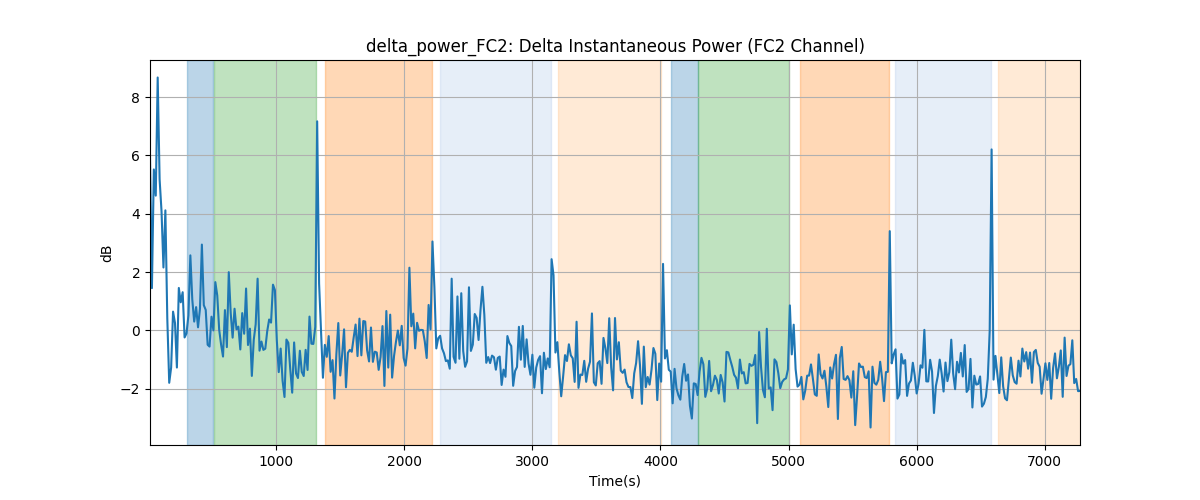 delta_power_FC2: Delta Instantaneous Power (FC2 Channel)
8
6
4
2
0
−2
dB
1000 2000 3000 4000 5000 6000 7000
Time(s)